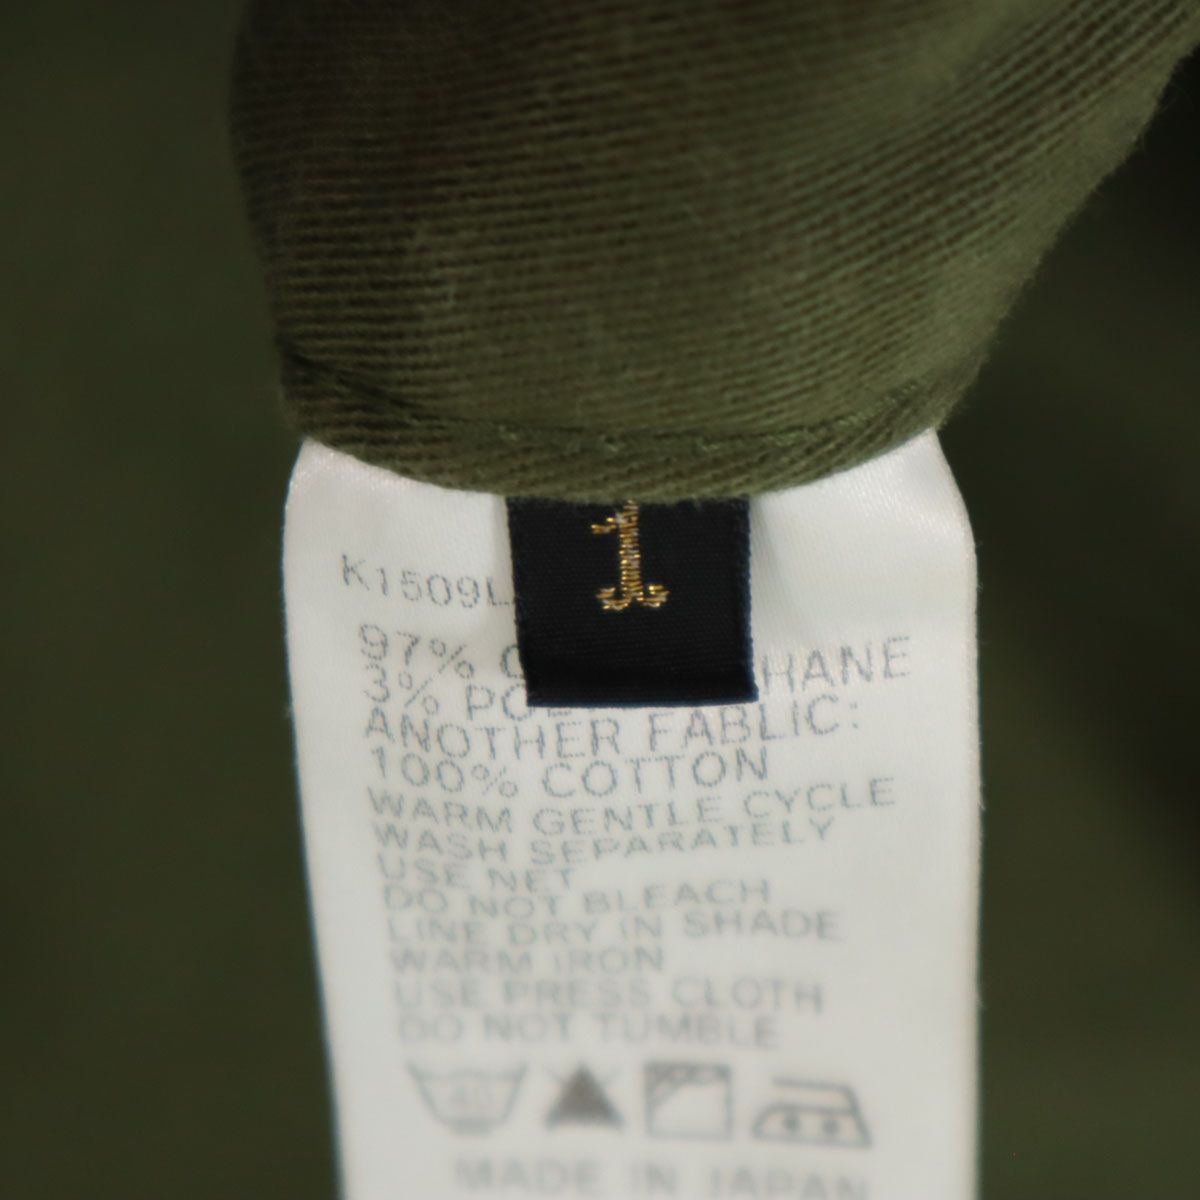 1
K1509L
97%
3%
HANE
ANOTHER FABLIC:
100% COTTON
WARM GENTLE CYCLE
WASH SEPARATELY
USE NET
DO NOT BLEACH
LINE DRY IN SHADE
WARM IRON
USE PRESS CLOTH
DO NOT TUMBLE
40
MADE IN JAPAN